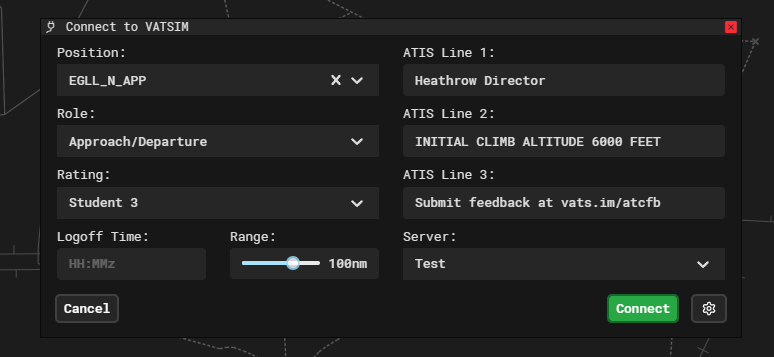 Connect to VATSIM
Position:
EGLL_N_APP
Role:
Approach/Departure
Rating:
Student 3
Logoff Time:
HH:MMz
Range:
100nm
ATIS Line 1:
Heathrow Director
ATIS Line 2:
INITIAL CLIMB ALTITUDE 6000 FEET
ATIS Line 3:
Submit feedback at vats.im/atcfb
Server:
Test
Cancel
Connect